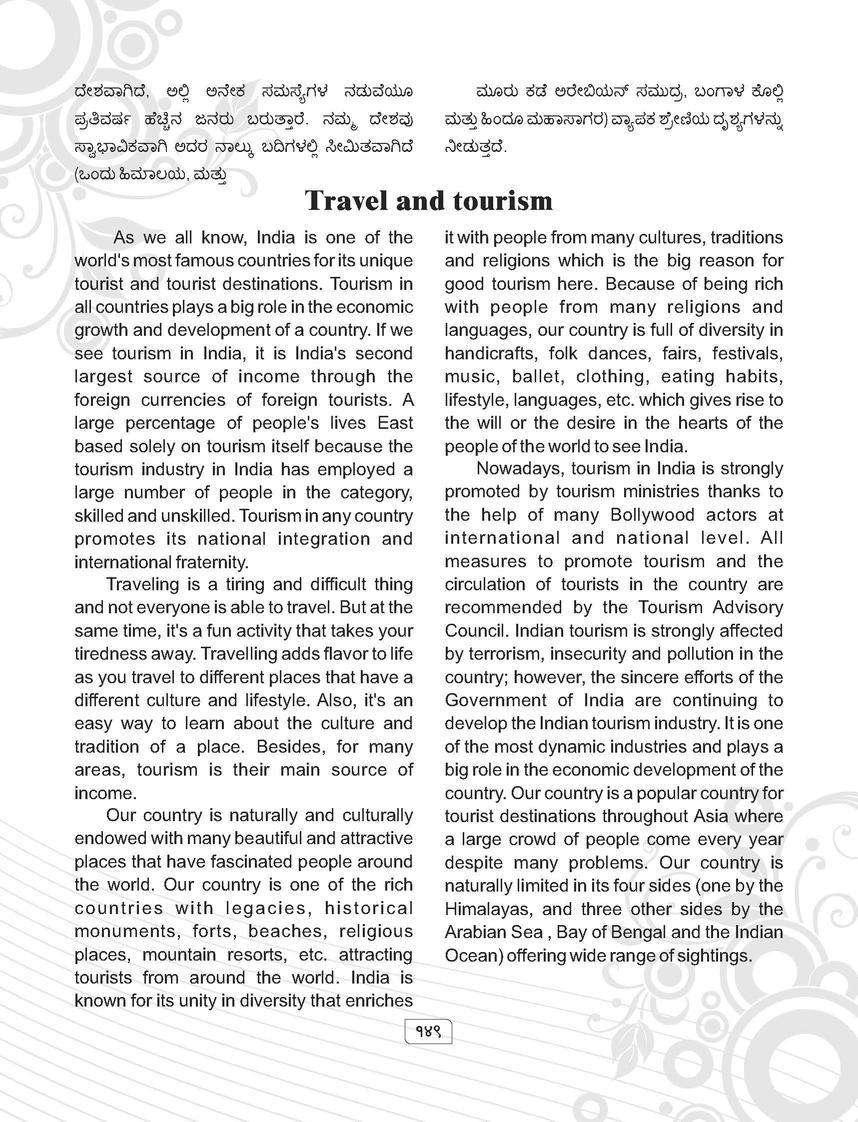 ದೇಶವಾಗಿದೆ, ಅಲ್ಲಿ ಅನೇಕ ಸಮಸ್ಯೆಗಳ ನಡುವೆಯೂ
ಪ್ರತಿವರ್ಷ ಹೆಚ್ಚಿನ ಜನರು ಬರುತ್ತಾರೆ. ನಮ್ಮ ದೇಶವು
ಸ್ವಾಭಾವಿಕವಾಗಿ ಅದರ ನಾಲ್ಕು ಬದಿಗಳಲ್ಲಿ ಸೀಮಿತವಾಗಿದೆ
(ಒಂದು ಹಿಮಾಲಯ, ಮತ್ತು
ಮೂರು ಕಡೆ ಅರೇಬಿಯನ್ ಸಮುದ್ರ, ಬಂಗಾಳ ಕೊಲ್ಲಿ
ಮತ್ತು ಹಿಂದೂ ಮಹಾಸಾಗರ) ವ್ಯಾಪಕ ಶ್ರೇಣಿಯ ದೃಶ್ಯಗಳನ್ನು
ನೀಡುತ್ತದೆ.
Travel and tourism
As we all know, India is one of the
world's most famous countries for its unique
tourist and tourist destinations. Tourism in
all countries plays a big role in the economic
growth and development of a country. If we
see tourism in India, it is India's second
largest source of income through the
foreign currencies of foreign tourists. A
large percentage of people's lives East
based solely on tourism itself because the
tourism industry in India has employed a
large number of people in the category,
skilled and unskilled. Tourism in any country
promotes its national integration and
international fraternity.
Traveling is a tiring and difficult thing
and not everyone is able to travel. But at the
same time, it's a fun activity that takes your
tiredness away. Travelling adds flavor to life
as you travel to different places that have a
different culture and lifestyle. Also, it's an
easy way to learn about the culture and
tradition of a place. Besides, for many
areas, tourism is their main source of
income.
Our country is naturally and culturally
endowed with many beautiful and attractive
places that have fascinated people around
the world. Our country is one of the rich
countries with legacies, historical
monuments, forts, beaches, religious
places, mountain resorts, etc. attracting
tourists from around the world. India is
known for its unity in diversity that enriches
it with people from many cultures, traditions
and religions which is the big reason for
good tourism here. Because of being rich
with people from many religions and
languages, our country is full of diversity in
handicrafts, folk dances, fairs, festivals,
music, ballet, clothing, eating habits,
lifestyle, languages, etc. which gives rise to
the will or the desire in the hearts of the
people of the world to see India.
Nowadays, tourism in India is strongly
promoted by tourism ministries thanks to
the help of many Bollywood actors at
international and national level. All
measures to promote tourism and the
circulation of tourists in the country are
recommended by the Tourism Advisory
Council. Indian tourism is strongly affected
by terrorism, insecurity and pollution in the
country; however, the sincere efforts of the
Government of India are continuing to
develop the Indian tourism industry. It is one
of the most dynamic industries and plays a
big role in the economic development of the
country. Our country is a popular country for
tourist destinations throughout Asia where
a large crowd of people come every year
despite many problems. Our country is
naturally limited in its four sides (one by the
Himalayas, and three other sides by the
Arabian Sea , Bay of Bengal and the Indian
Ocean) offering wide range of sightings.
೧೪೯